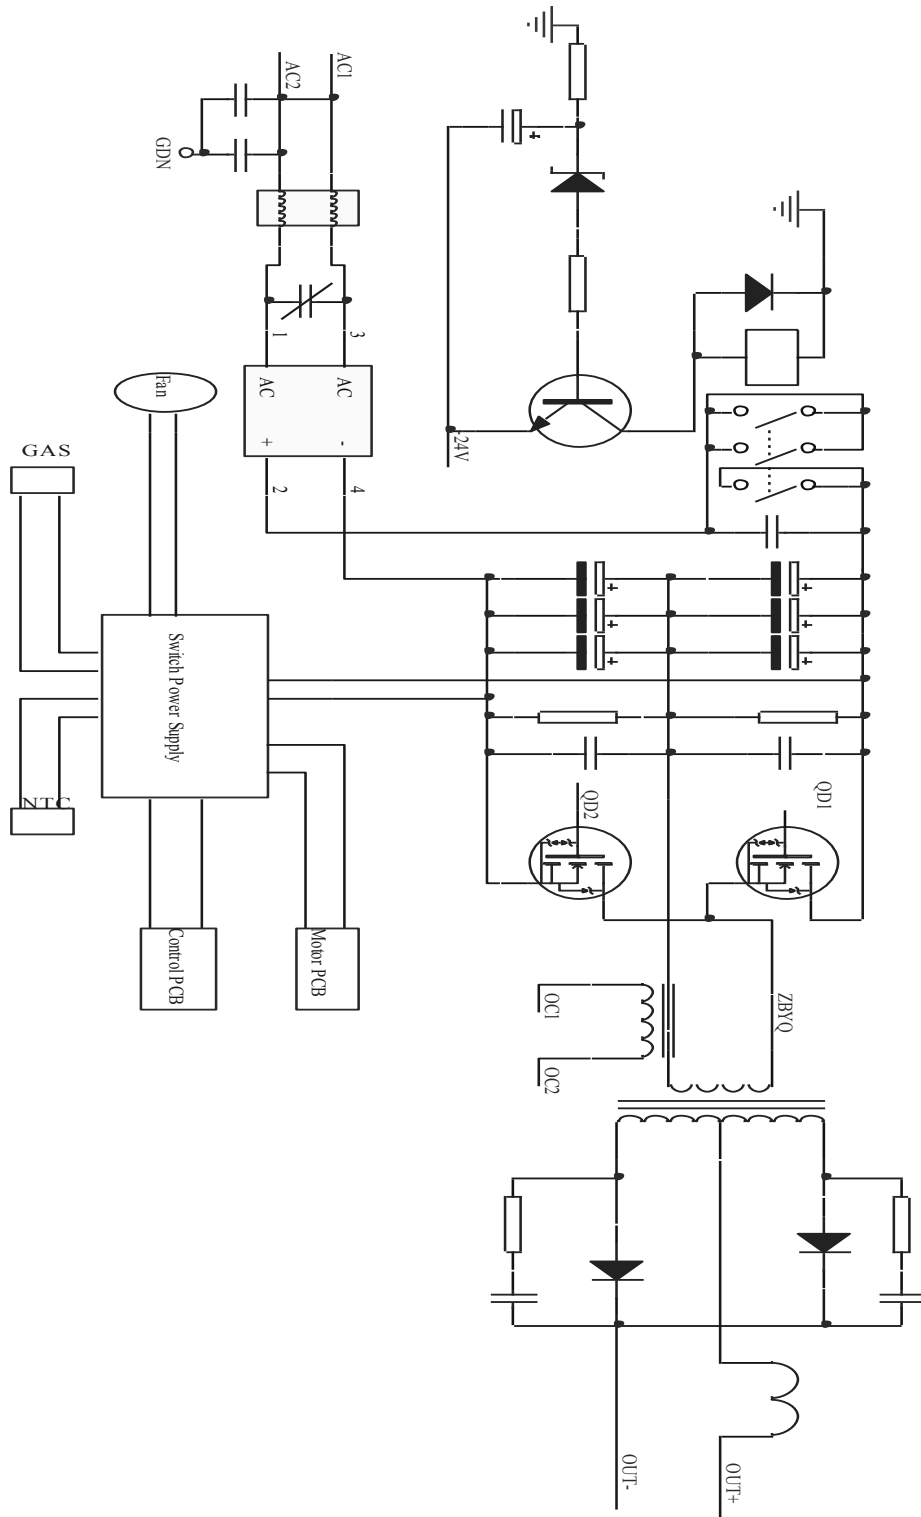 AC1
AC2
GDN
1
3
AC
AC
+
-
2
4
Fan
GAS
-24V
+
+
+
+
+
+
+
Switch Power Supply
NTC
QD2
QD1
Control PCB
Motor PCB
OC1
OC2
ZBYQ
OUT-
OUT+